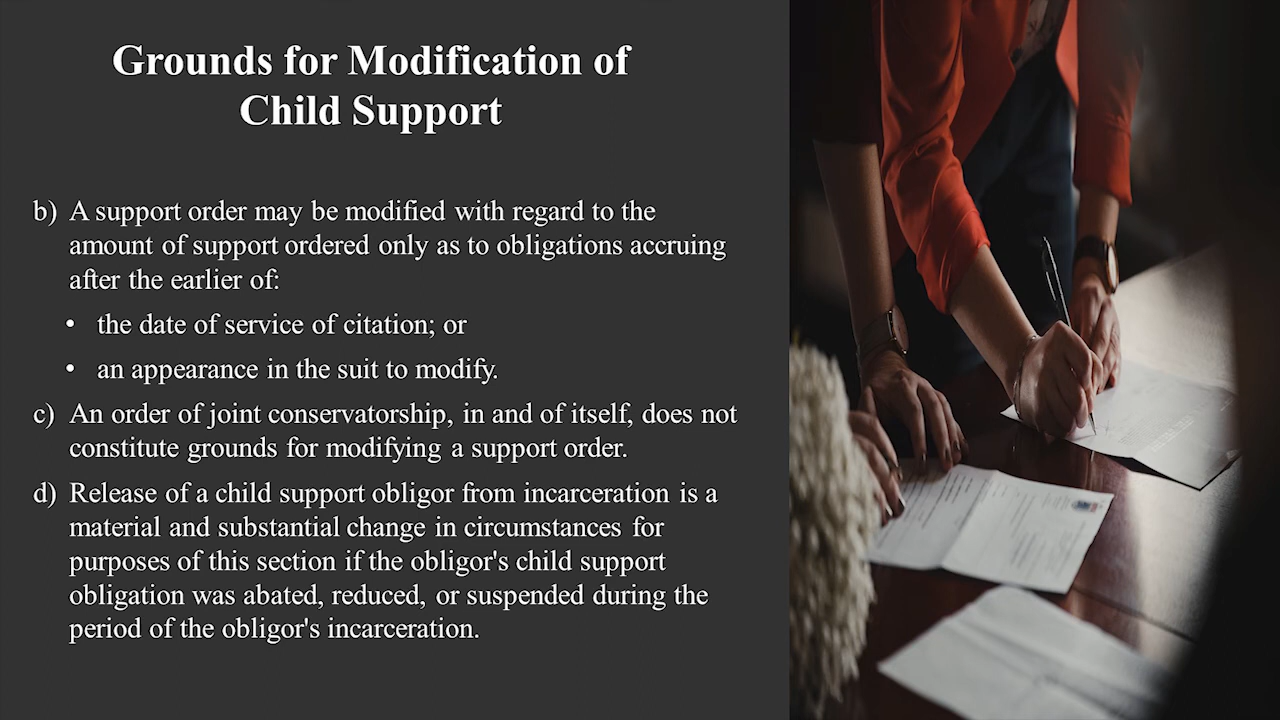 Grounds for Modification of
Child Support
b) A support order may be modified with regard to the
amount of support ordered only as to obligations accruing
after the earlier of:
• the date of service of citation; or
• an appearance in the suit to modify.
c) An order of joint conservatorship, in and of itself, does not
constitute grounds for modifying a support order.
d) Release of a child support obligor from incarceration is a
material and substantial change in circumstances for
purposes of this section if the obligor's child support
obligation was abated, reduced, or suspended during the
period of the obligor's incarceration.